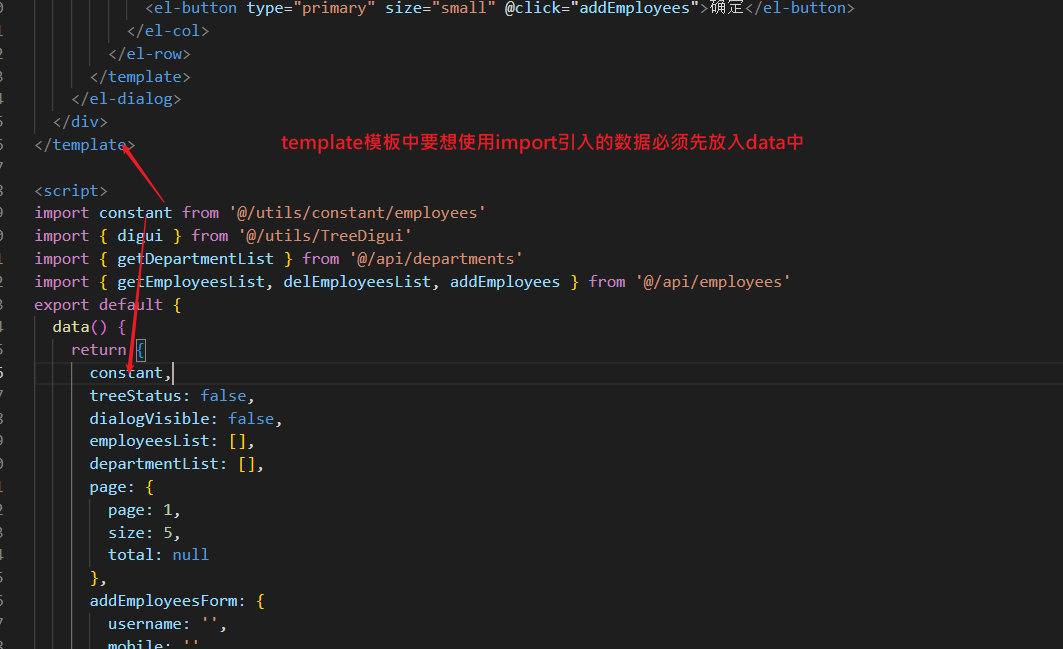 <el-button type="primary" size="small" @click="addEmployees">确定</el-button>
</el-col>
</el-row>
</template>
</el-dialog>
</div>
</template>
template模板中要想使用import引入的数据必须先放入data中
<script>
import constant from '@/utils/constant/employees'
import { digui } from '@/utils/TreeDigui'
import { getDepartmentList } from '@/api/departments'
import { getEmployeesList, delEmployeesList, addEmployees } from '@/api/employees'
export default {
data() {
return {
constant,
treeStatus: false,
dialogVisible: false,
employeesList: [],
departmentList: [],
page: {
page: 1,
size: 5,
total: null
},
addEmployeesForm: {
username: '',
mobile: ''